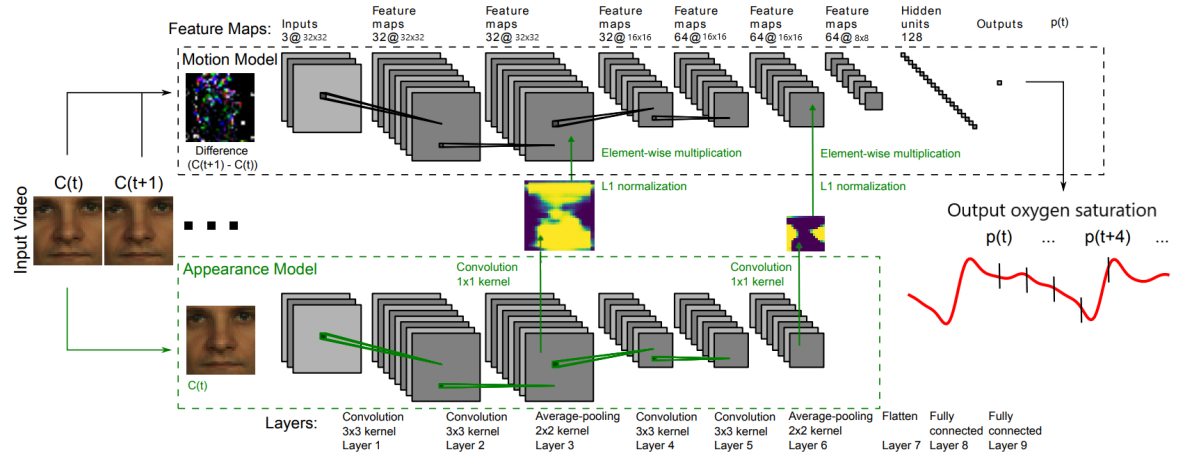 Feature Maps:
Inputs
3@32x32
Feature
maps
32@32x32
Feature
maps
32@32x32
Feature
maps
32@16x16
Feature
maps
64@16x16
Feature
maps
64@16x16
Feature
maps
64@8x8
Hidden
units
128
Outputs
p(t)
Motion Model
Difference
(C(t+1) - C(t))
Element-wise multiplication
L1 normalization
Element-wise multiplication
L1 normalization
Input Video
C(t)
C(t+1)
Output oxygen saturation
p(t)
...
p(t+4)
...
Appearance Model
Convolution
1x1 kernel
Convolution
1x1 kernel
C(t)
Layers:
Convolution
3x3 kernel
Layer 1
Convolution
3x3 kernel
Layer 2
Average-pooling
2x2 kernel
Layer 3
Convolution
3x3 kernel
Layer 4
Convolution
3x3 kernel
Layer 5
Average-pooling
2x2 kernel
Layer 6
Flatten
Layer 7
Fully
connected
Layer 8
Fully
connected
Layer 9